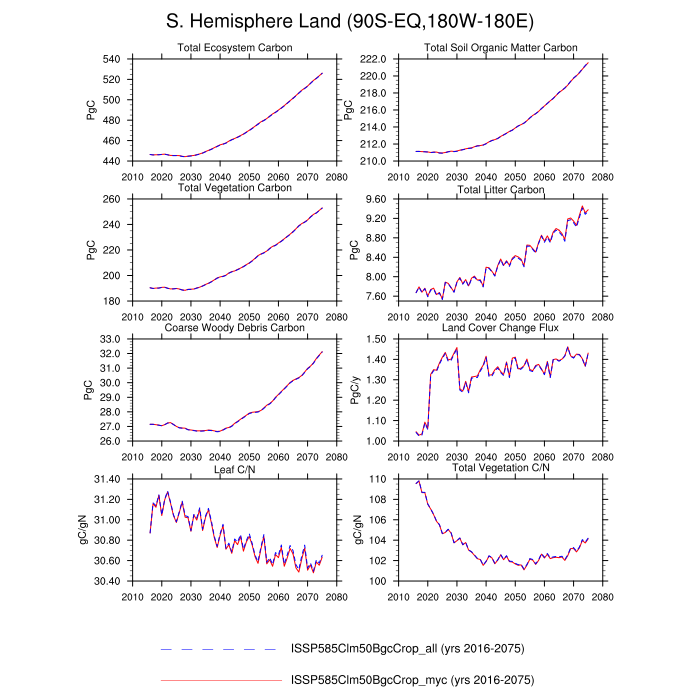 S. Hemisphere Land (90S-EQ,180W-180E)
Total Ecosystem Carbon
PgC
540
520
500
480
460
440
2010 2020 2030 2040 2050 2060 2070 2080
Total Soil Organic Matter Carbon
PgC
222.0
220.0
218.0
216.0
214.0
212.0
210.0
2010 2020 2030 2040 2050 2060 2070 2080
Total Vegetation Carbon
PgC
260
240
220
200
180
2010 2020 2030 2040 2050 2060 2070 2080
Total Litter Carbon
PgC
9.60
9.20
8.80
8.40
8.00
7.60
2010 2020 2030 2040 2050 2060 2070 2080
Coarse Woody Debris Carbon
PgC
33.0
32.0
31.0
30.0
29.0
28.0
27.0
26.0
2010 2020 2030 2040 2050 2060 2070 2080
Land Cover Change Flux
PgC/y
1.50
1.40
1.30
1.20
1.10
1.00
2010 2020 2030 2040 2050 2060 2070 2080
Leaf C/N
gC/gN
31.40
31.20
31.00
30.80
30.60
30.40
2010 2020 2030 2040 2050 2060 2070 2080
Total Vegetation C/N
gC/gN
110
108
106
104
102
100
2010 2020 2030 2040 2050 2060 2070 2080
ISSP585Clm50BgcCrop_all (yrs 2016-2075)
ISSP585Clm50BgcCrop_myc (yrs 2016-2075)